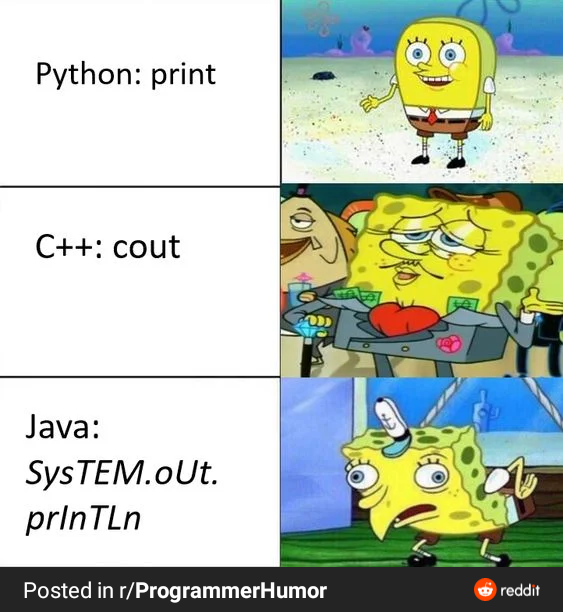 Python: print
C++: cout
Java:
SysTEM.oUt.
prInTLn
Posted in r/ProgrammerHumor
reddit